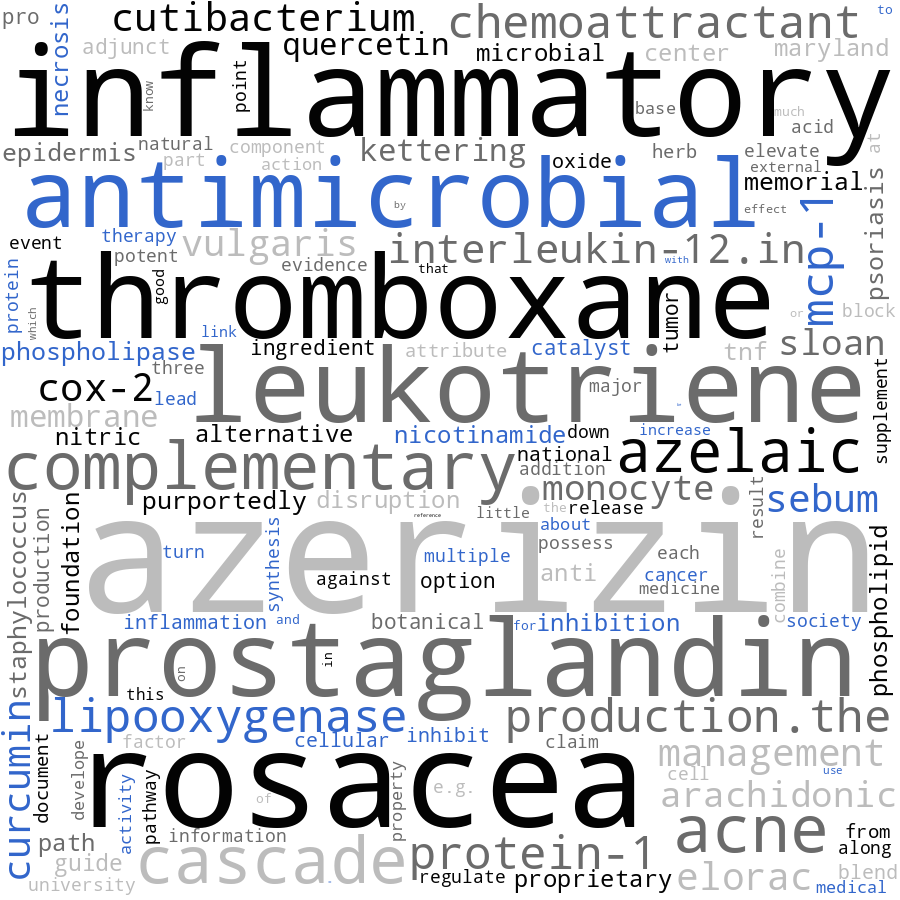 pro
necrosis
cutibacterium
chemoattractant
to
adjunct
quercetin
microbial
center
maryland
inflammatory
know
point
base
much
acid
at
epidermis
natural
part
component
action
kettering
oxide
herb
elevate
external
memorial
antimicrobial
by
effect
mcp-1
psoriasis
event
therapy
potent
vulgaris
evidence
good
that
interleukin-12.in
with
or
block
protein
which
thromboxane
tumor
link
phospholipase
three
ingredient
attribute
catalyst
tnf
sloan
cox-2
lead
leukotriene
major
supplement
membrane
nitric
alternative
nicotinamide
down
increase
national
addition
azelaic
complementary
monocyte
purportedly
disruption
reference
little
the
release
result
sebum
staphylococcus
production
foundation
azerizin
turn
synthesis
multiple
about
possess
each
against
option
anti
cancer
medicine
combine
phospholipid
inflammation
and
botanical
for
inhibition
society
prostaglandin
on
in
this
lipooxygenase
production.the
curcumin
document
develope
factor
cellular
inhibit
claim
management
rosacea
activity
pathway
of
property
e.g.
cell
use
arachidonic
path
information
acne
from
along
guide
university
cascade
protein-1
regulate
proprietary
elorac
blend
medical